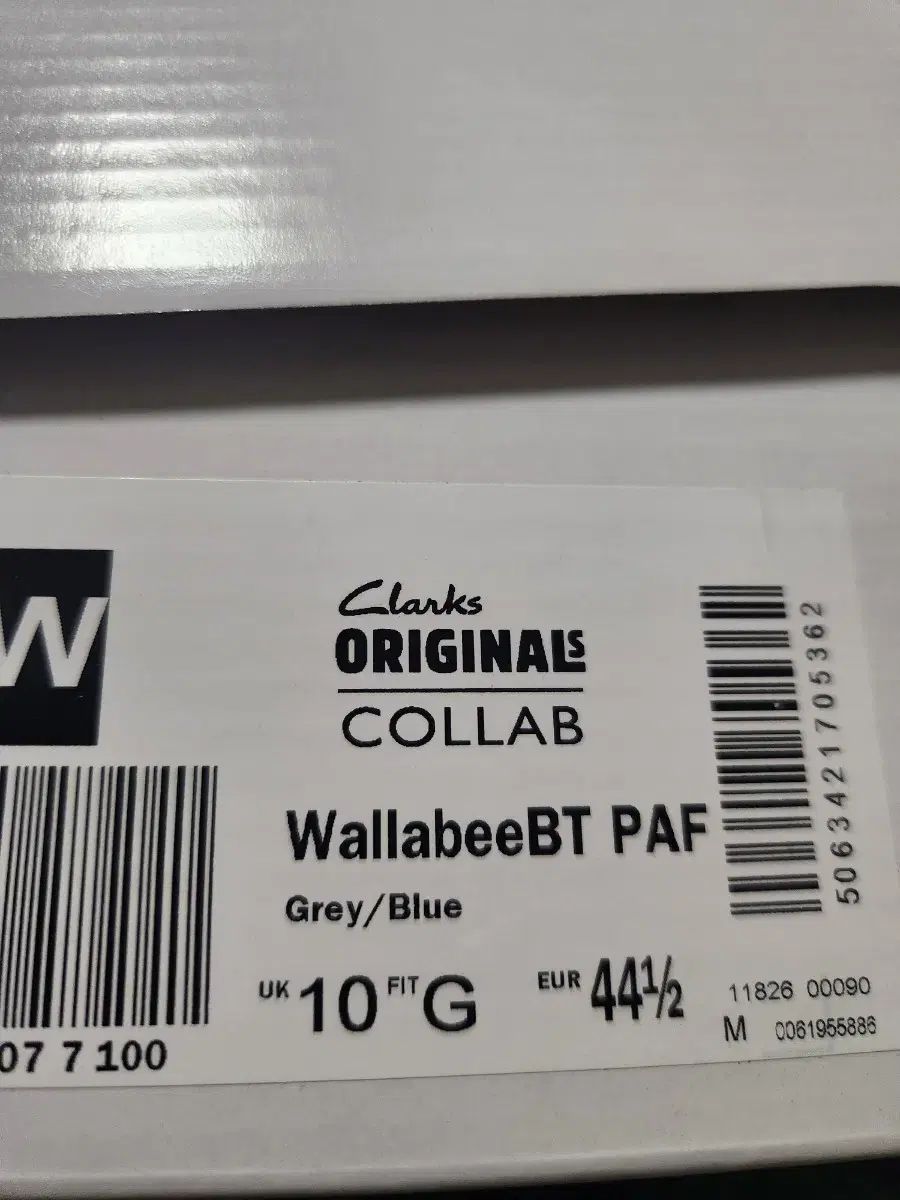 W
Clarks
ORIGINALS
COLLAB
WallabeeBT PAF
Grey/Blue
UK 10 FIT G EUR 44½
11826 00090
M 0061955886
07 7 100
5063421705362